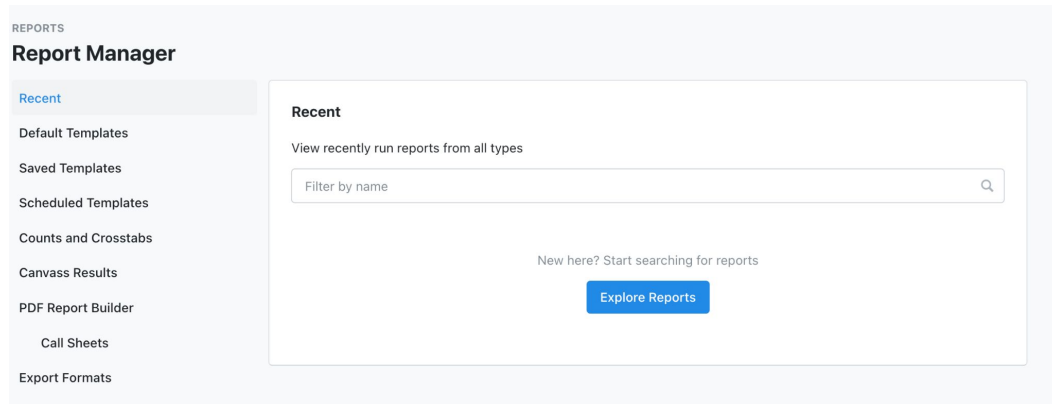 REPORTS
Report Manager
Recent
Default Templates
Saved Templates
Scheduled Templates
Counts and Crosstabs
Canvass Results
PDF Report Builder
Call Sheets
Export Formats
Recent
View recently run reports from all types
Filter by name
New here? Start searching for reports
Explore Reports